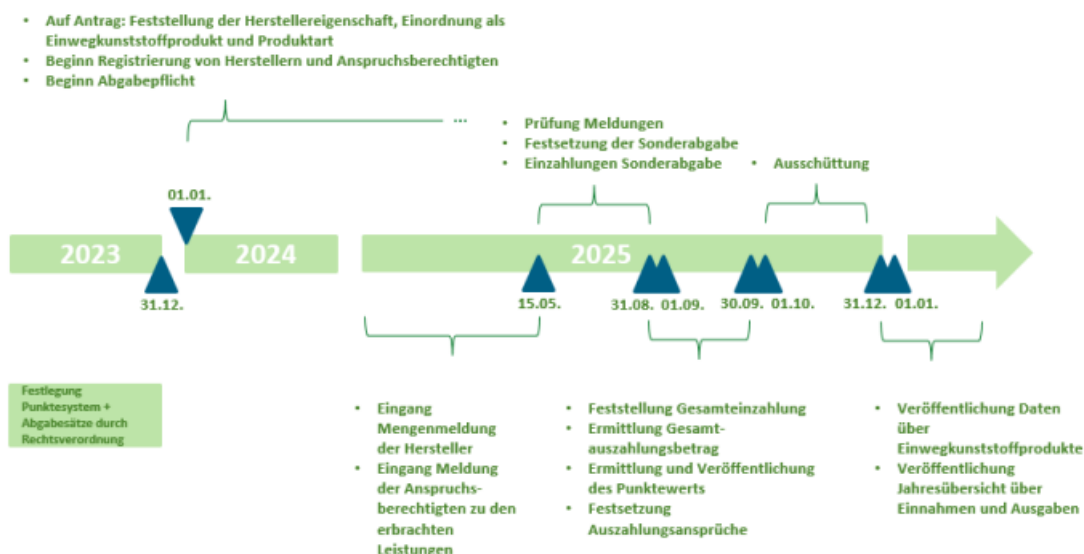 • Auf Antrag: Feststellung der Herstellereigenschaft, Einordnung als
Einwegkunststoffprodukt und Produktart
• Beginn Registrierung von Herstellern und Anspruchsberechtigten
• Beginn Abgabepflicht
...
• Prüfung Meldungen
• Festsetzung der Sonderabgabe
• Einzahlungen Sonderabgabe
• Ausschüttung
01.01.
2023
2024
2025
31.12.
15.05.
31.08. 01.09.
30.09. 01.10.
31.12. 01.01.
Festlegung
Punktesystem +
Abgabesätze durch
Rechtsverordnung
• Eingang
Mengenmeldung
der Hersteller
• Eingang Meldung
der Anspruchs-
berechtigten zu den
erbrachten
Leistungen
• Feststellung Gesamteinzahlung
• Ermittlung Gesamt-
auszahlungsbetrag
• Ermittlung und Veröffentlichung
des Punktewerts
• Festsetzung
Auszahlungsansprüche
• Veröffentlichung Daten
über
Einwegkunststoffprodukte
• Veröffentlichung
Jahresübersicht über
Einnahmen und Ausgaben